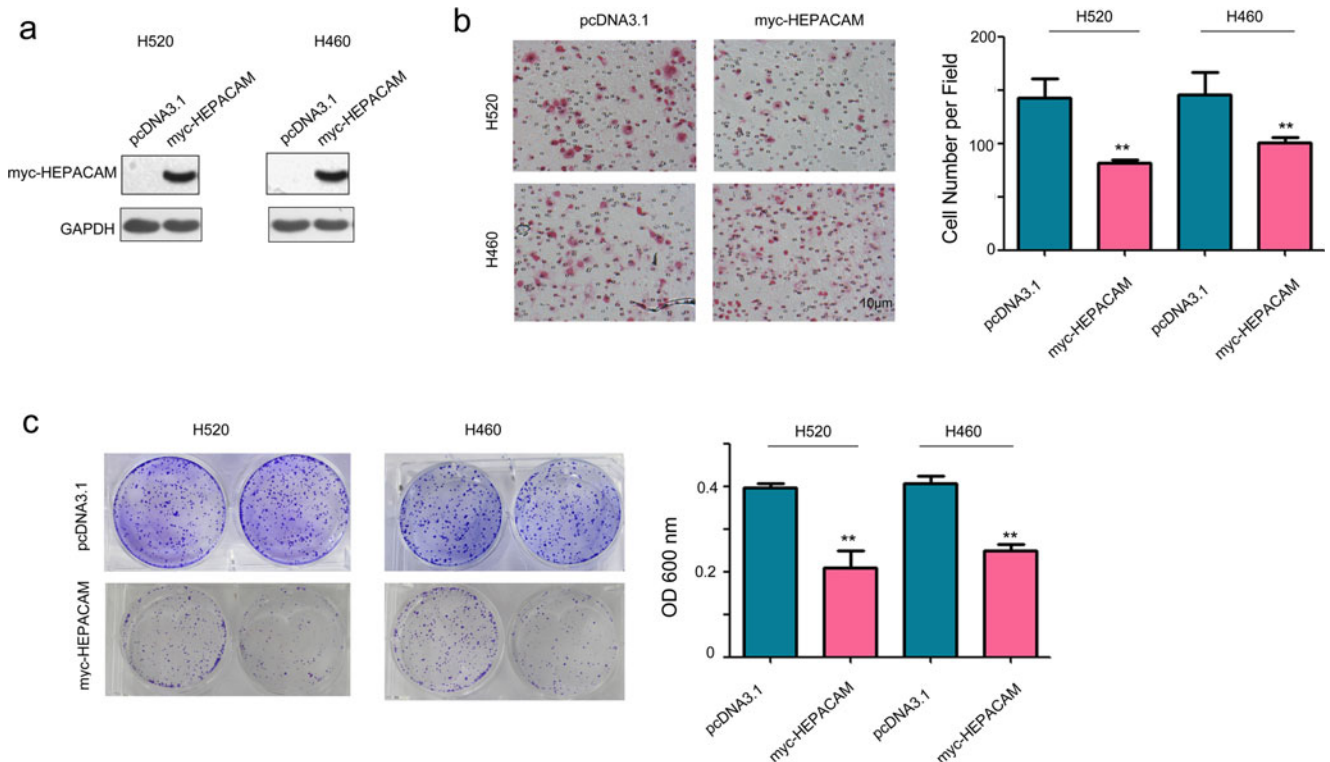 a
H520
H460
pcDNA3.1
myc-HEPACAM
pcDNA3.1
myc-HEPACAM
myc-HEPACAM
GAPDH
b
pcDNA3.1
myc-HEPACAM
H520
H460
10μm
H520
H460
Cell Number per Field
200
100
0
**
**
pcDNA3.1
myc-HEPACAM
pcDNA3.1
myc-HEPACAM
c
H520
H460
pcDNA3.1
myc-HEPACAM
H520
H460
OD 600 nm
0.4
0.2
0
**
**
pcDNA3.1
myc-HEPACAM
pcDNA3.1
myc-HEPACAM